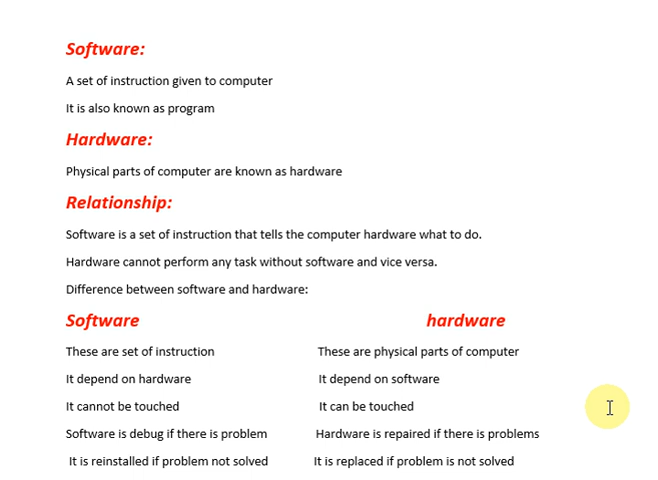 Software:
A set of instruction given to computer
It is also known as program
Hardware:
Physical parts of computer are known as hardware
Relationship:
Software is a set of instruction that tells the computer hardware what to do.
Hardware cannot perform any task without software and vice versa.
Difference between software and hardware:
Software hardware
These are set of instruction These are physical parts of computer
It depend on hardware It depend on software
It cannot be touched It can be touched
Software is debug if there is problem Hardware is repaired if there is problems
It is reinstalled if problem not solved It is replaced if problem is not solved